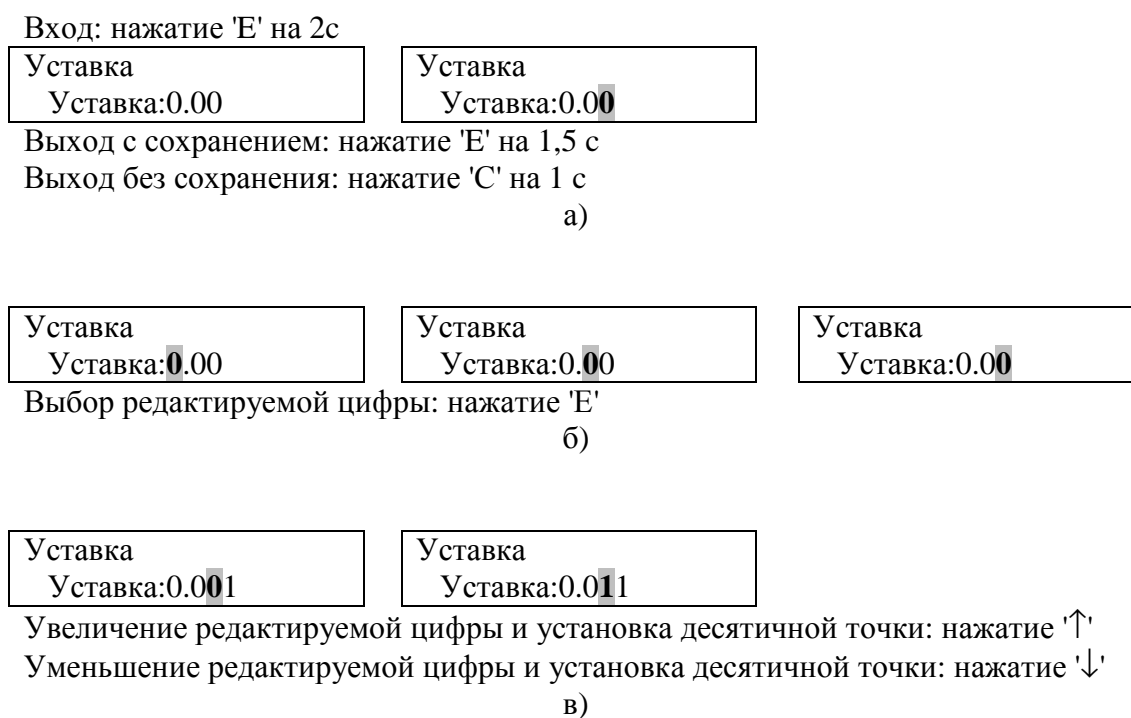 Вход: нажатие 'E' на 2с
Уставка
Уставка:0.00
Уставка
Уставка:0.00
Выход с сохранением: нажатие 'E' на 1,5 с
Выход без сохранения: нажатие 'С' на 1 с
а)
Уставка
Уставка:0.00
Уставка
Уставка:0.00
Уставка
Уставка:0.00
Выбор редактируемой цифры: нажатие 'E'
б)
Уставка
Уставка:0.001
Уставка
Уставка:0.011
Увеличение редактируемой цифры и установка десятичной точки: нажатие '↑'
Уменьшение редактируемой цифры и установка десятичной точки: нажатие '↓'
в)